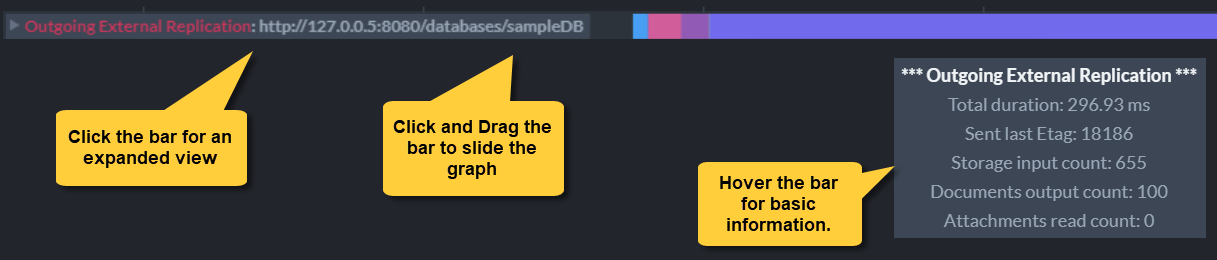 Outgoing External Replication: http://127.0.0.5:8080/databases/sampleDB
*** Outgoing External Replication ***
Total duration: 296.93 ms
Sent last Etag: 18186
Storage input count: 655
Documents output count: 100
Attachments read count: 0
Click the bar for an
expanded view
Click and Drag the
bar to slide the
graph
Hover the bar
for basic
information.